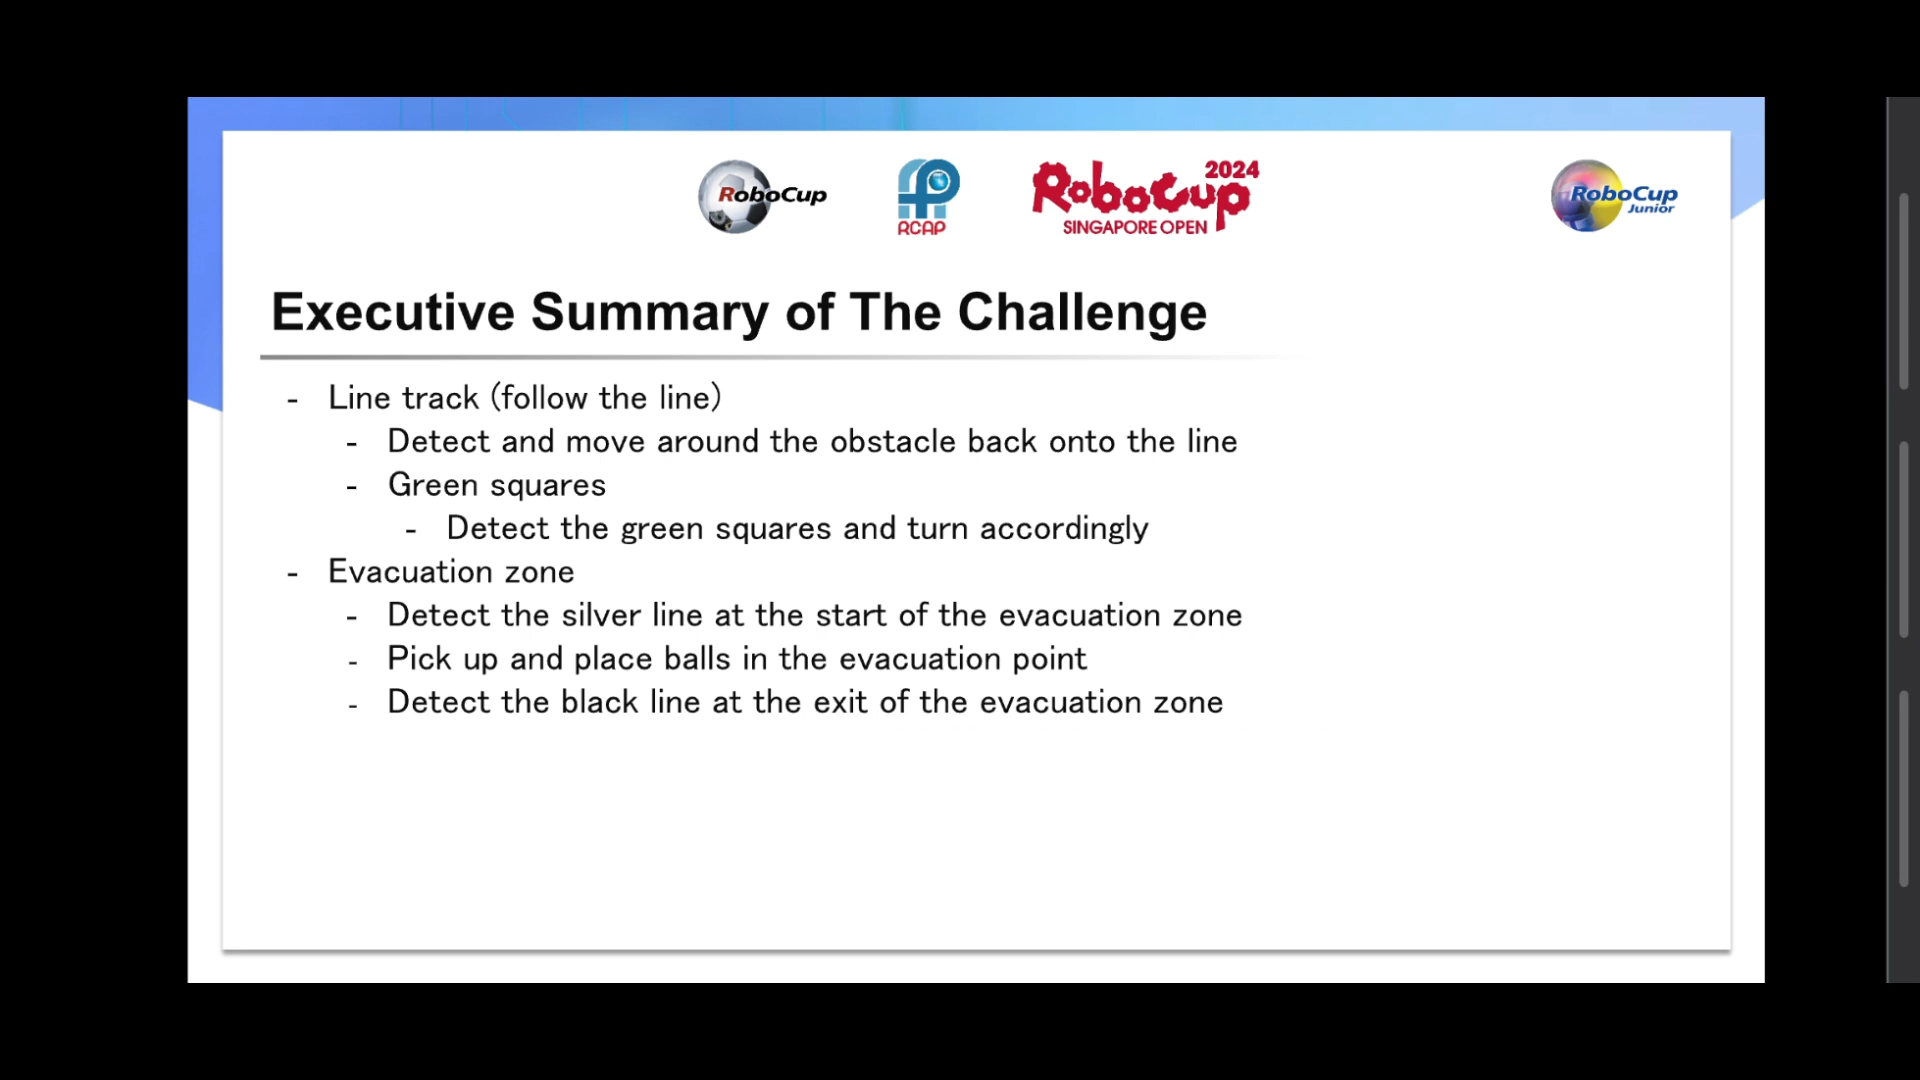 RoboCup
RCAP
RoboCup 2024
SINGAPORE OPEN
RoboCup
Junior
Executive Summary of The Challenge
- Line track (follow the line)
- Detect and move around the obstacle back onto the line
- Green squares
- Detect the green squares and turn accordingly
- Evacuation zone
- Detect the silver line at the start of the evacuation zone
- Pick up and place balls in the evacuation point
- Detect the black line at the exit of the evacuation zone